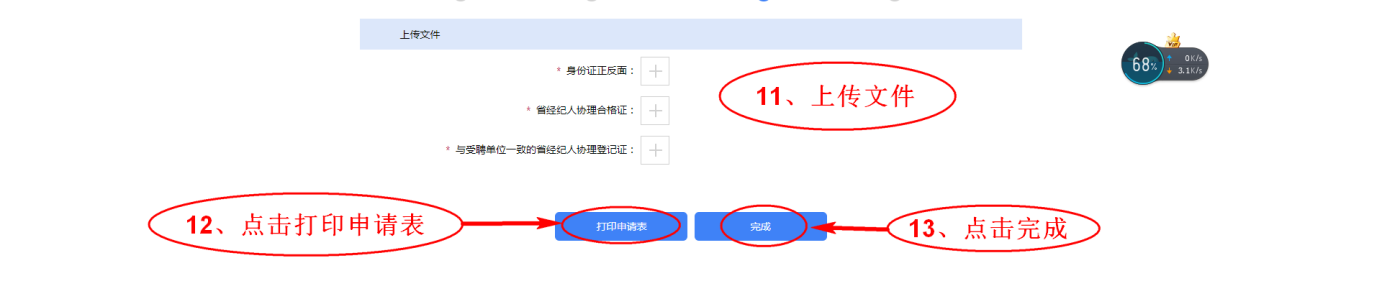 上传文件
* 身份证正反面：
* 省经纪人协理合格证：
* 与受聘单位一致的省经纪人协理登记证：
11、上传文件
68%
VIP
0K/s
3.1K/s
12、点击打印申请表
打印申请表
完成
13、点击完成